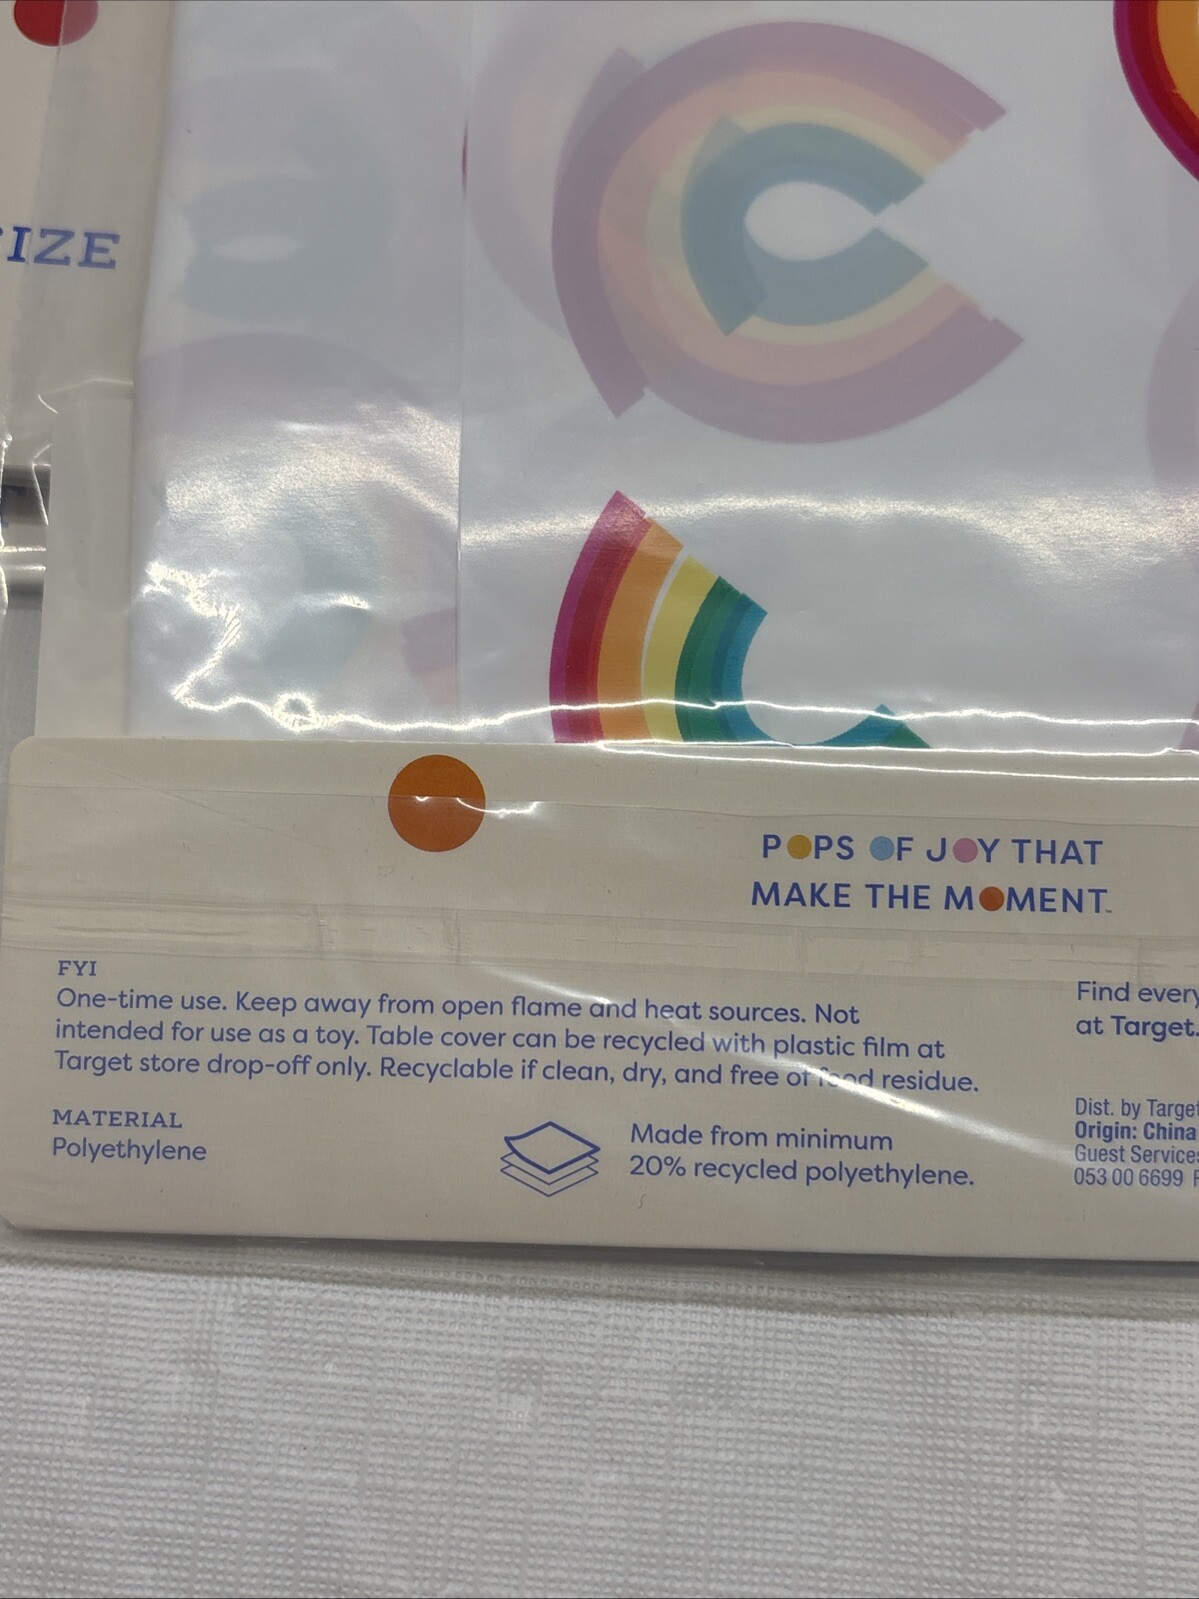 IZE
POPS OF JOY THAT
MAKE THE MOMENT™
FYI
One-time use. Keep away from open flame and heat sources. Not
intended for use as a toy. Table cover can be recycled with plastic film at
Target store drop-off only. Recyclable if clean, dry, and free of food residue.
MATERIAL
Polyethylene
Made from minimum
20% recycled polyethylene.
Find every
at Target.
Dist. by Target
Origin: China
Guest Services
053 00 6699